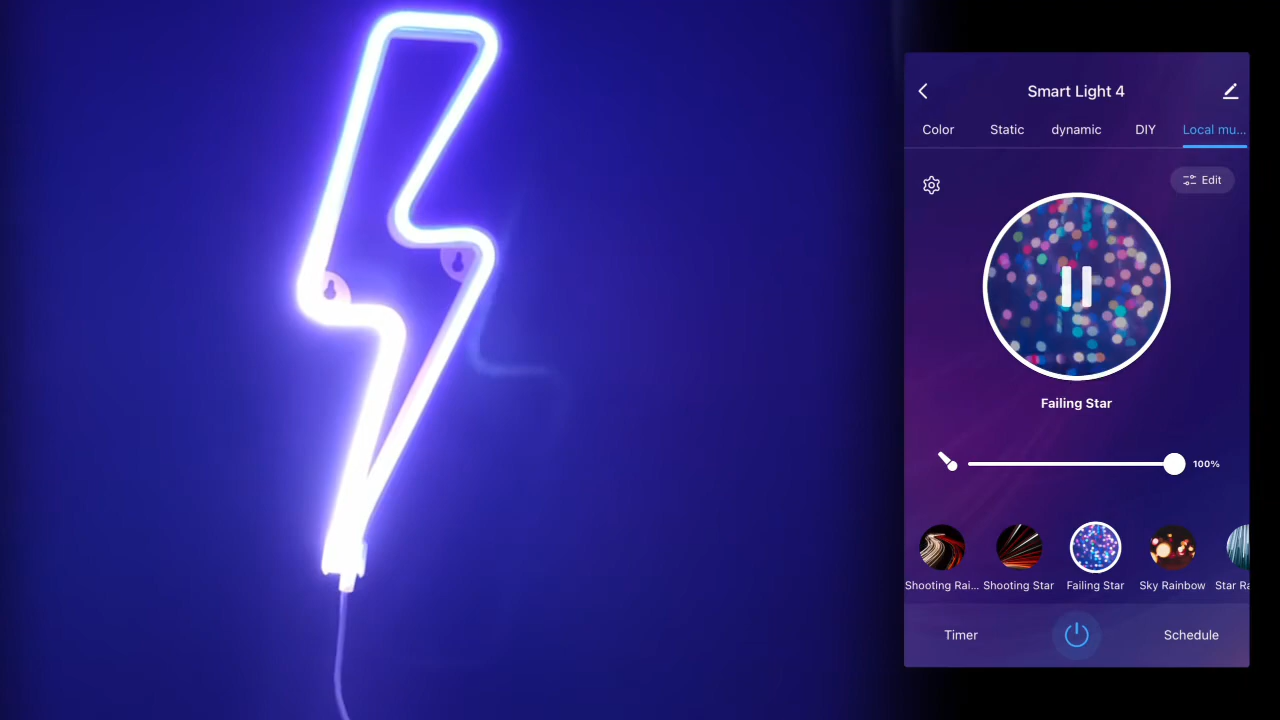 Smart Light 4
Color Static dynamic DIY Local mu...
Edit
Failing Star
100%
Shooting Rai... Shooting Star Failing Star Sky Rainbow Star Ra
Timer Schedule